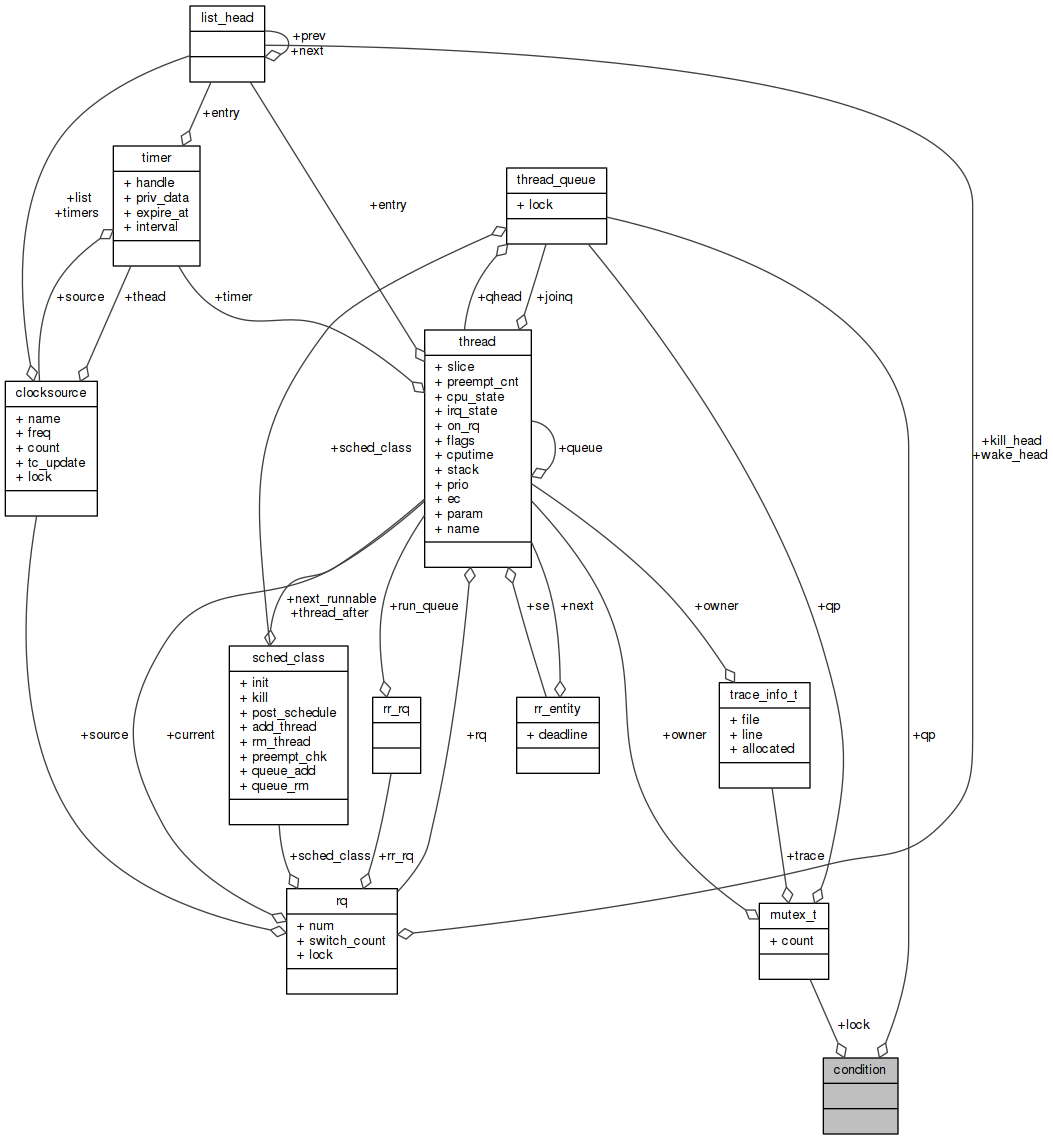 list_head
+prev
+next
+entry
timer
+ handle
+ priv_data
+ expire_at
+ interval
thread_queue
+ lock
+list
+timers
+entry
+source
+thead
+timer
+qhead
+joinq
thread
+ slice
+ preempt_cnt
+ cpu_state
+ irq_state
+ on_rq
+ flags
+ cputime
+ stack
+ prio
+ ec
+ param
+ name
clocksource
+ name
+ freq
+ count
+ tc_update
+ lock
+sched_class
+queue
+kill_head
+wake_head
+next_runnable
+thread_after
+run_queue
+se
+next
+owner
+qp
sched_class
+ init
+ kill
+ post_schedule
+ add_thread
+ rm_thread
+ preempt_chk
+ queue_add
+ queue_rm
rr_rq
rr_entity
+ deadline
trace_info_t
+ file
+ line
+ allocated
+source
+current
+rq
+owner
+qp
+sched_class
+rr_rq
+trace
rq
+ num
+ switch_count
+ lock
mutex_t
+ count
+lock
condition